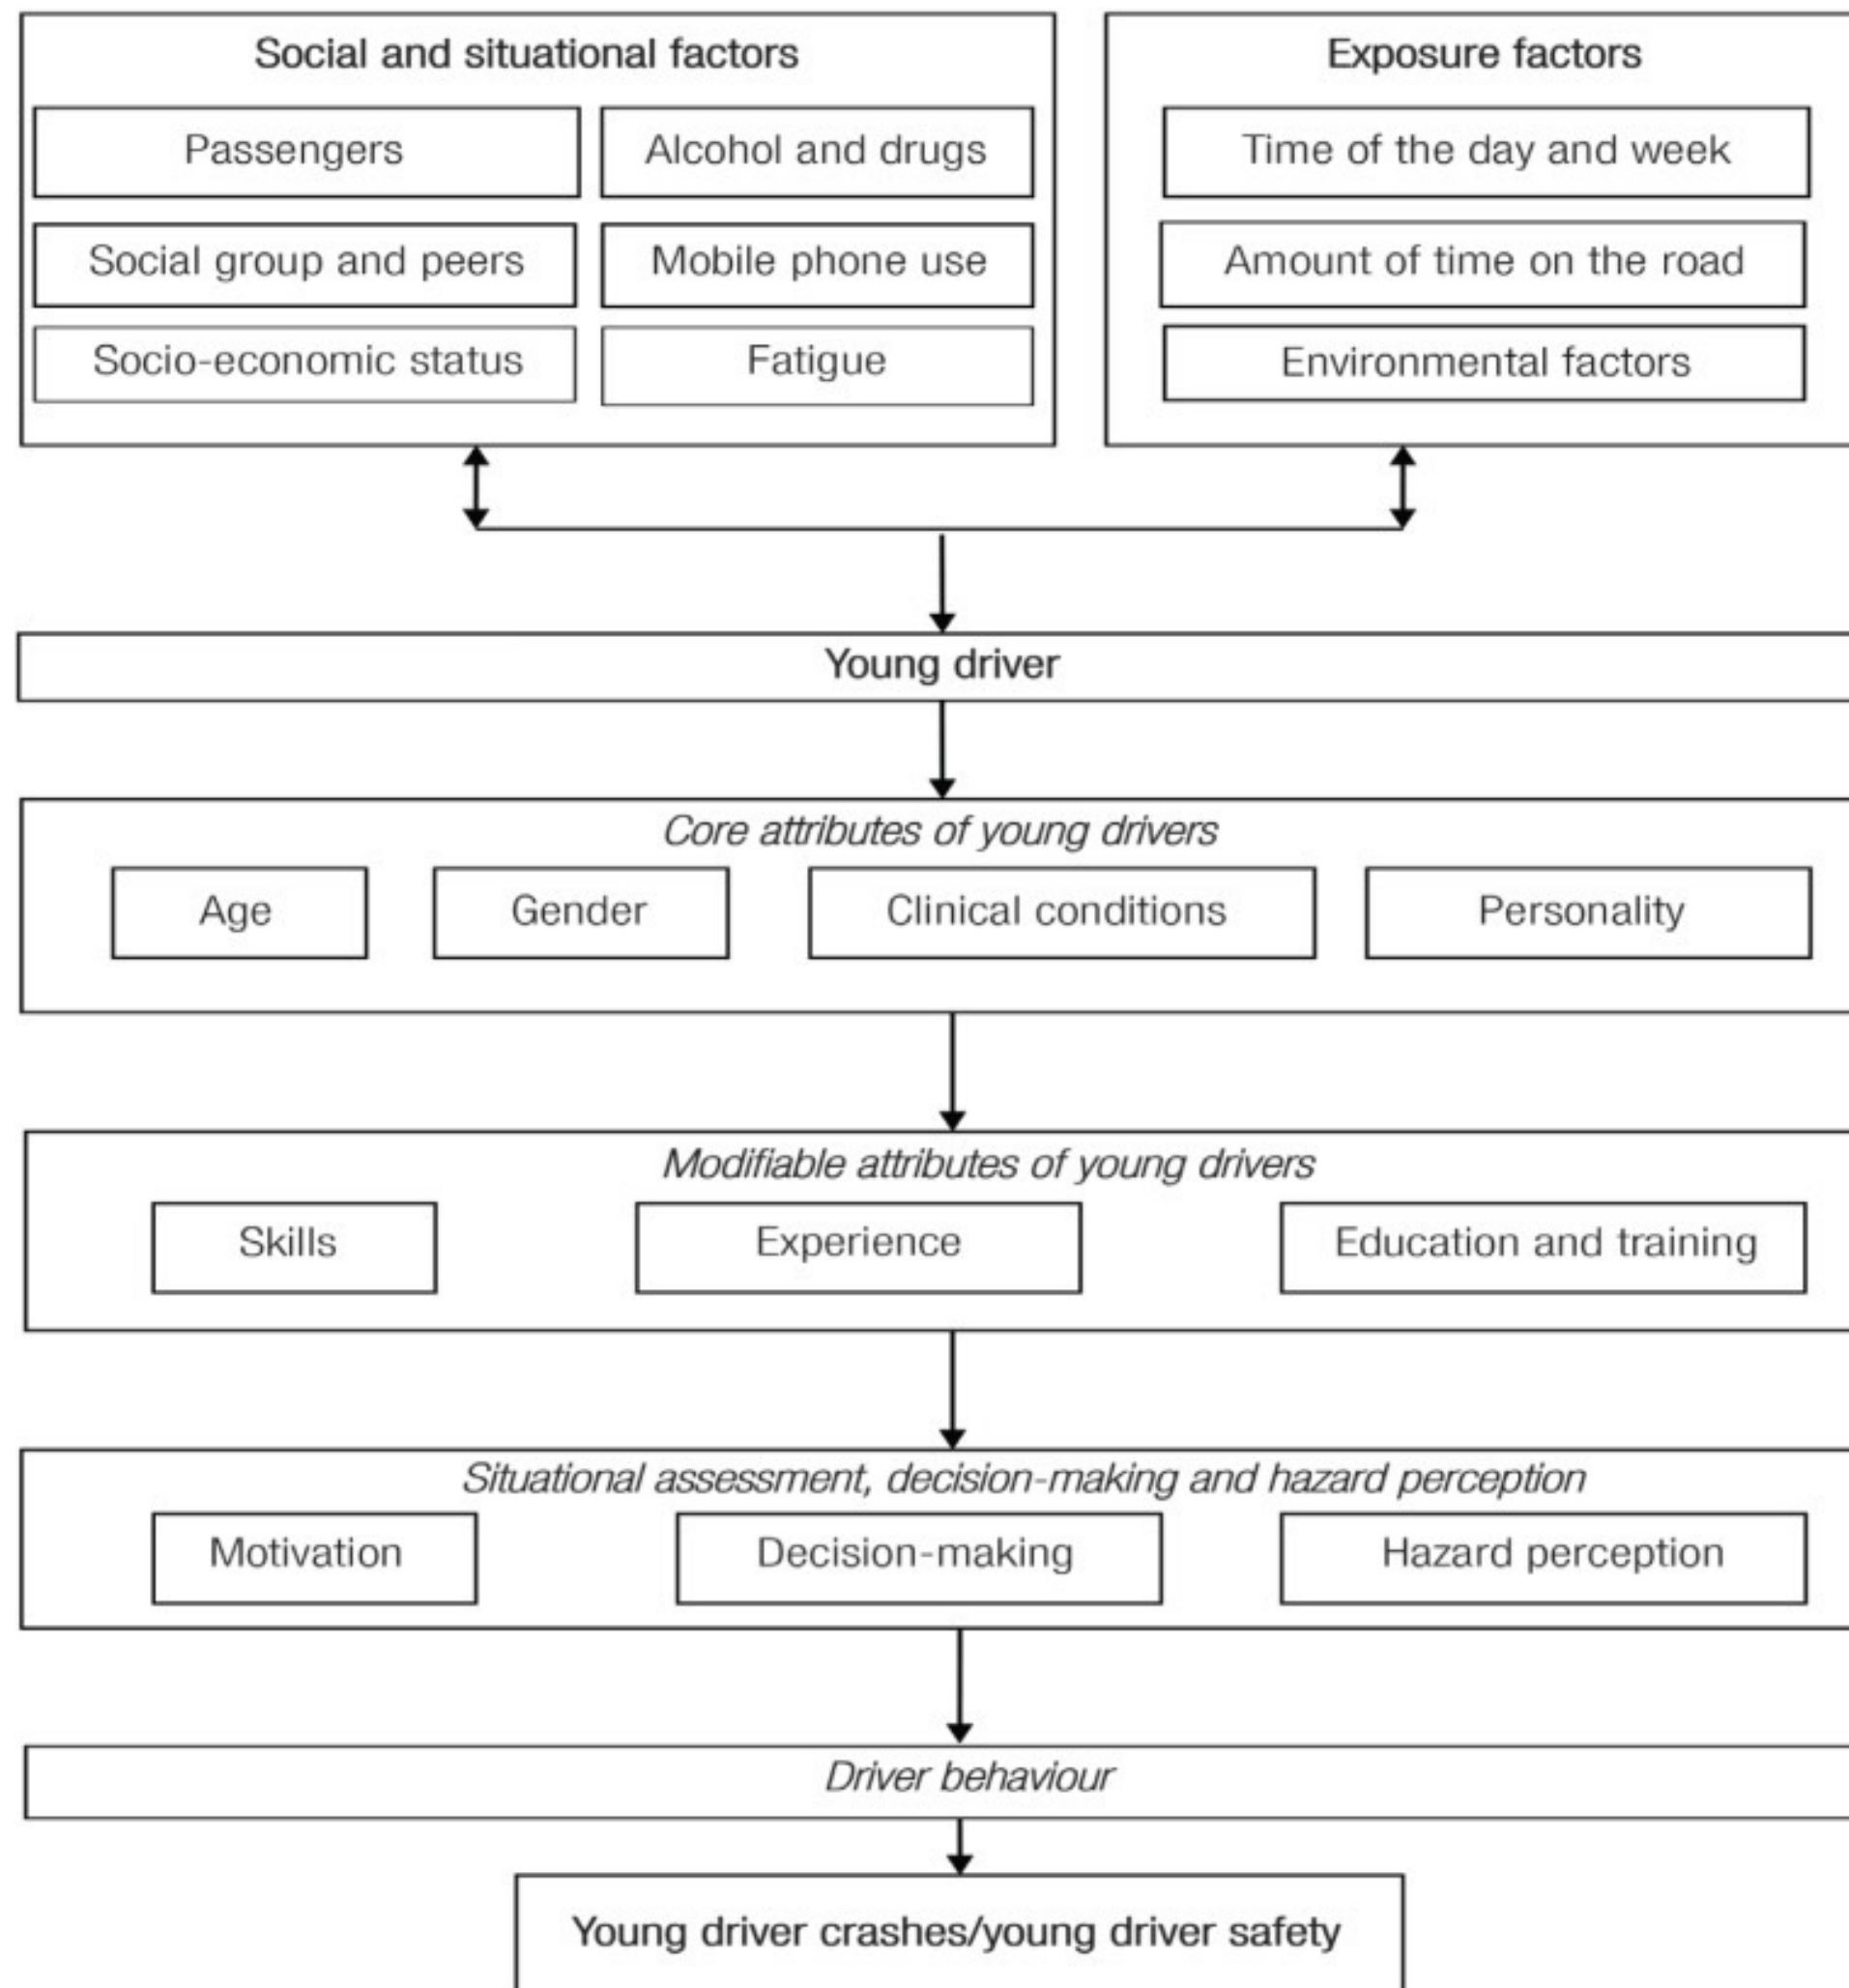 Social and situational factors
Passengers
Alcohol and drugs
Social group and peers
Mobile phone use
Socio-economic status
Fatigue
Exposure factors
Time of the day and week
Amount of time on the road
Environmental factors
Young driver
Core attributes of young drivers
Age
Gender
Clinical conditions
Personality
Modifiable attributes of young drivers
Skills
Experience
Education and training
Situational assessment, decision-making and hazard perception
Motivation
Decision-making
Hazard perception
Driver behaviour
Young driver crashes/young driver safety